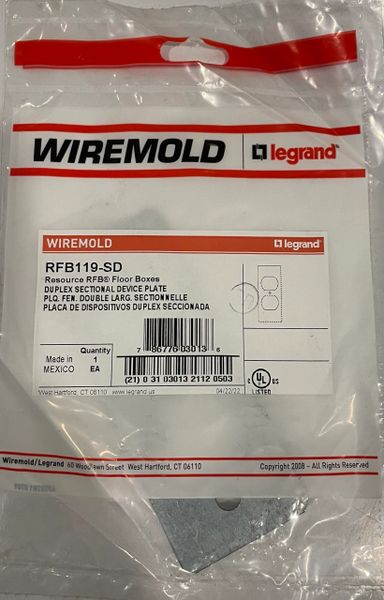 WIREMOLD legrand
WIREMOLD legrand
RFB119-SD
Resource RFB® Floor Boxes
DUPLEX SECTIONAL DEVICE PLATE
PLQ. FEN. DOUBLE LARG. SECTIONNELLE
PLACA DE DISPOSITIVOS DUPLEX SECCIONADA
7 86776 03013 6
Made in
MEXICO
Quantity
1
EA
(21) 0 31 03013 2112 0503
C UL US
LISTED
West Hartford, CT 06110 www.legrand.us 04/22/22
Wiremold/Legrand 60 Woodlawn Street West Hartford, CT 06110 Copyright 2008 – All Rights Reserved